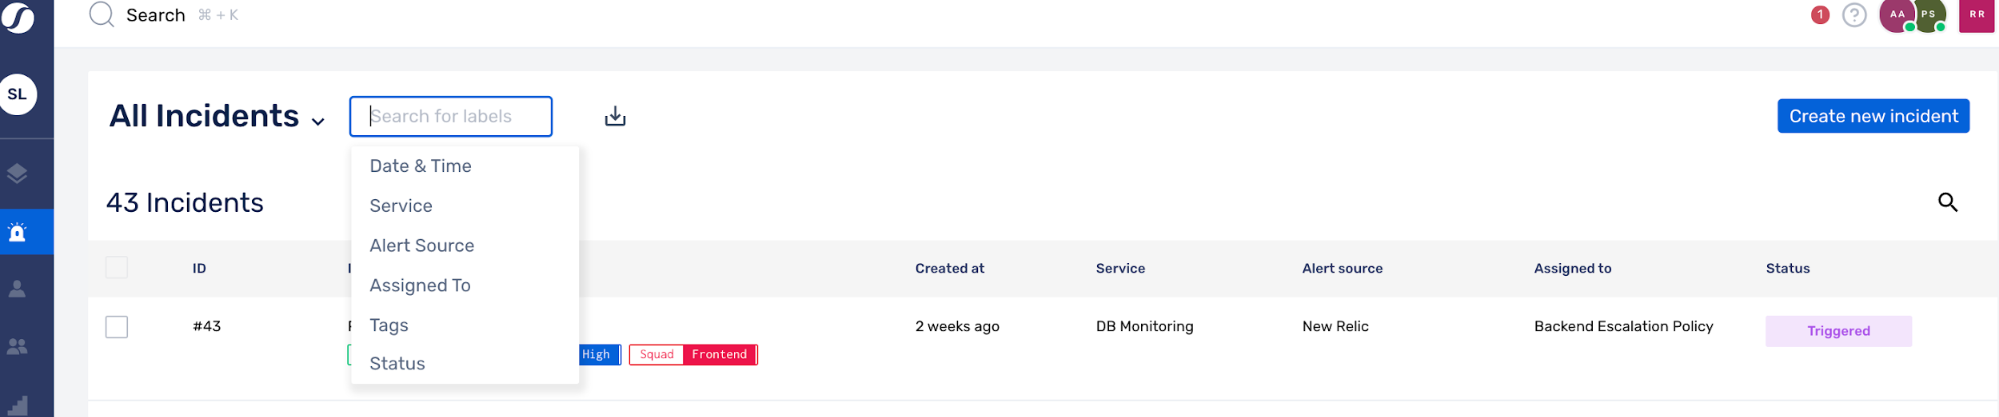 Search ⌘ + K
1 ? AA PS RR
SL
All Incidents
Search for labels
Create new incident
Date & Time
Service
Alert Source
Assigned To
Tags
Status
43 Incidents
ID Created at Service Alert source Assigned to Status
#43 2 weeks ago DB Monitoring New Relic Backend Escalation Policy Triggered
High Squad Frontend